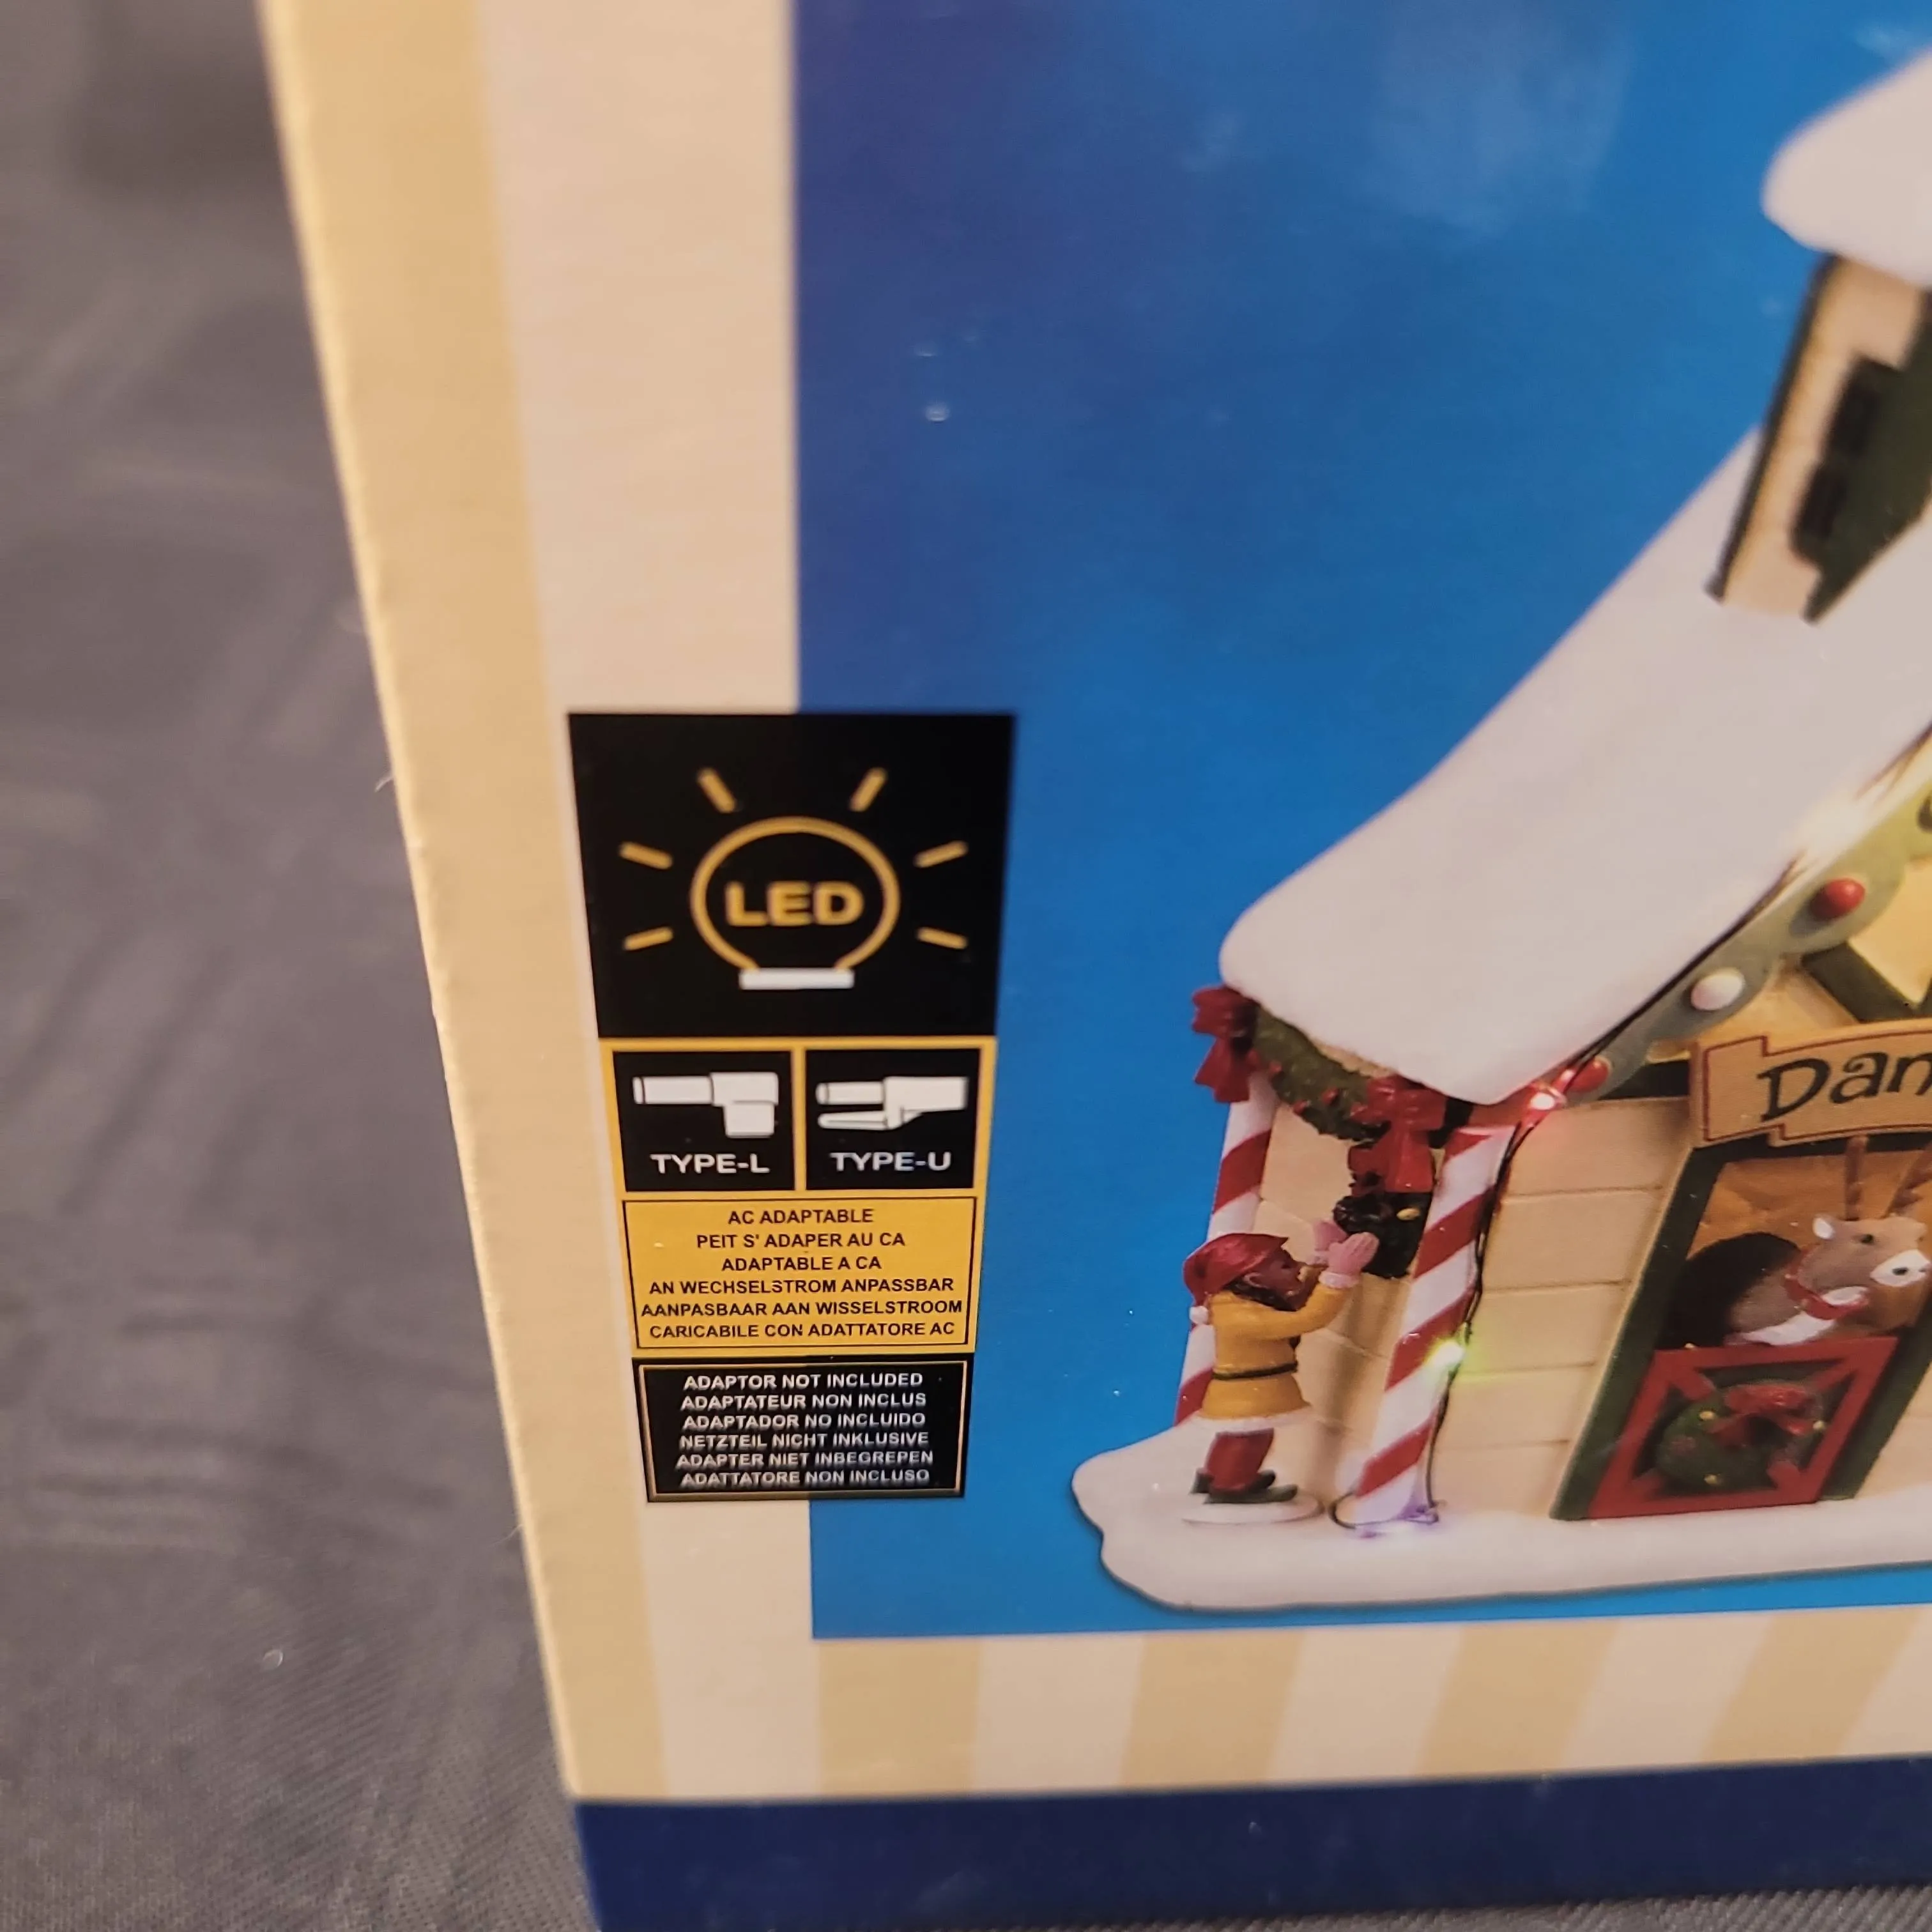 LED
TYPE-L
TYPE-U
AC ADAPTABLE
PEIT S' ADAPER AU CA
ADAPTABLE A CA
AN WECHSELSTROM ANPASSBAR
AANPASBAAR AAN WISSELSTROOM
CARICABILE CON ADATTATORE AC
ADAPTOR NOT INCLUDED
ADAPTATEUR NON INCLUS
ADAPTADOR NO INCLUIDO
NETZTEIL NICHT INKLUSIVE
ADAPTER NIET INBEGREPEN
ADATTATORE NON INCLUSO
Dan